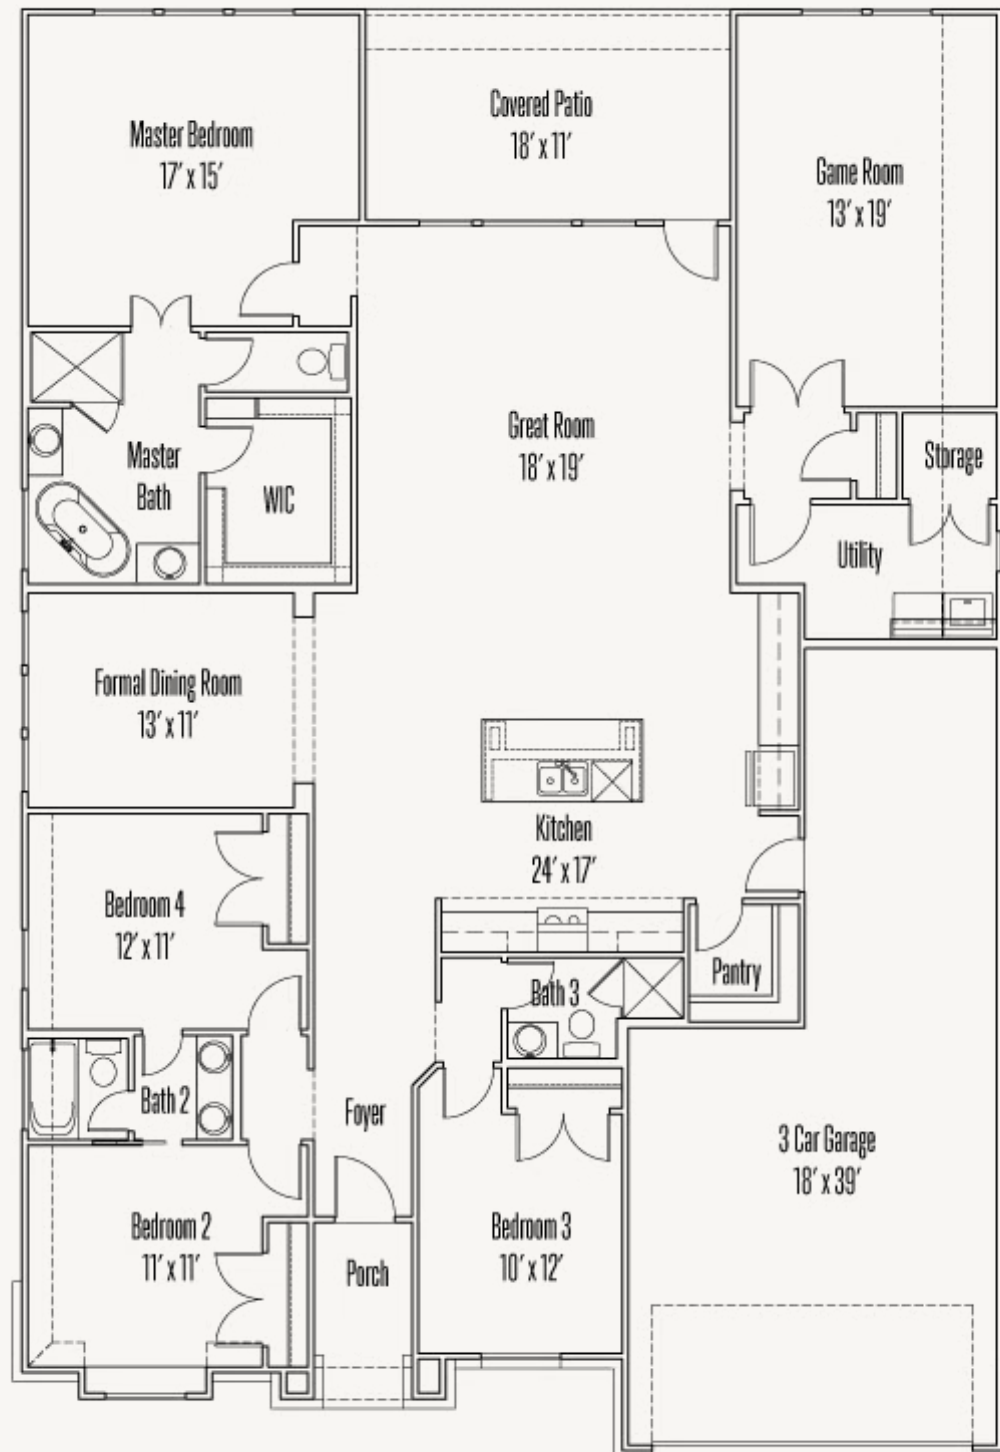 Master Bedroom
17' x 15'
Covered Patio
18' x 11'
Game Room
13' x 19'
Great Room
18' x 19'
Master
Bath
WIC
Storage
Utility
Formal Dining Room
13' x 11'
Kitchen
24' x 17'
Bedroom 4
12' x 11'
Pantry
Bath 3
Bath 2
Foyer
3 Car Garage
18' x 39'
Bedroom 2
11' x 11'
Porch
Bedroom 3
10' x 12'